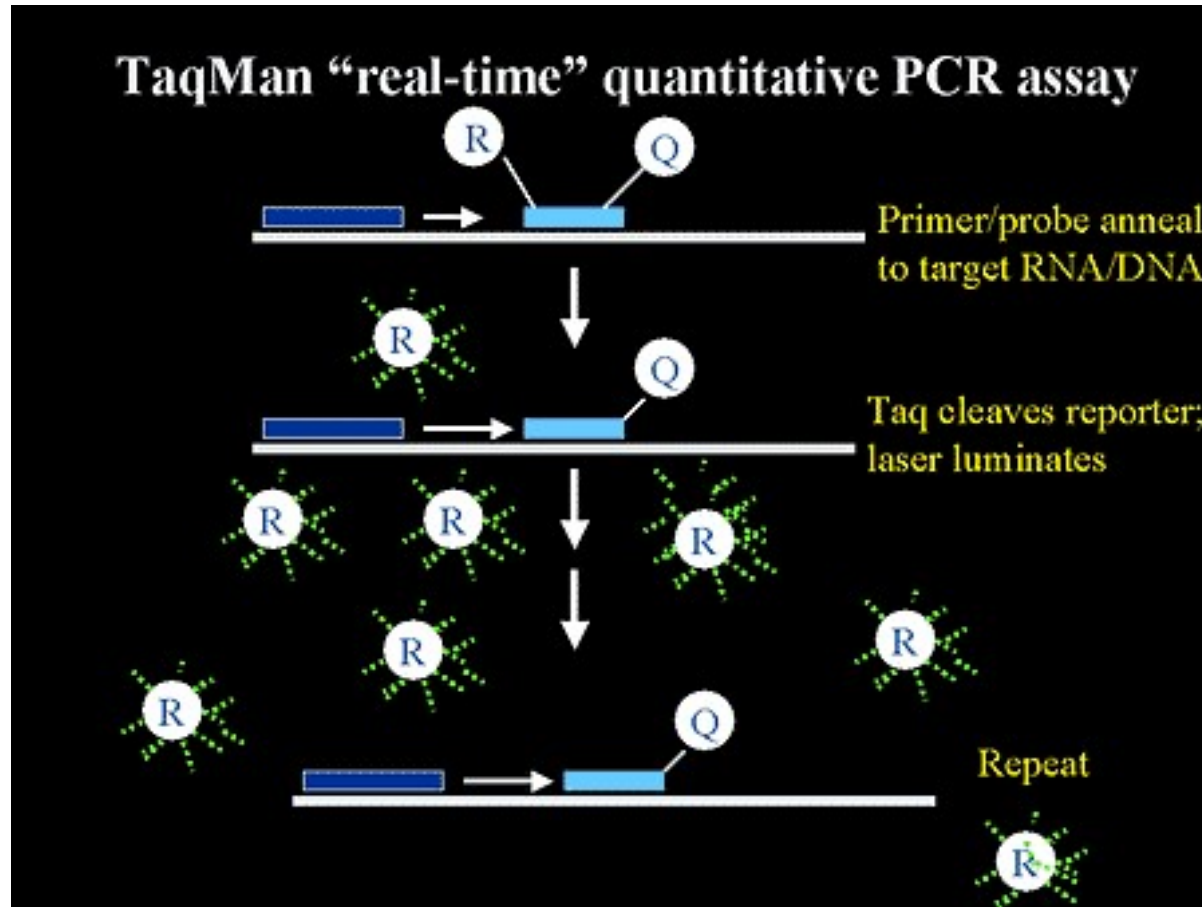 TaqMan “real-time” quantitative PCR assay
R
Q
Primer/probe anneal
to target RNA/DNA
R
Q
Taq cleaves reporter;
laser luminates
R
R
R
R
R
R
Q
Repeat
R